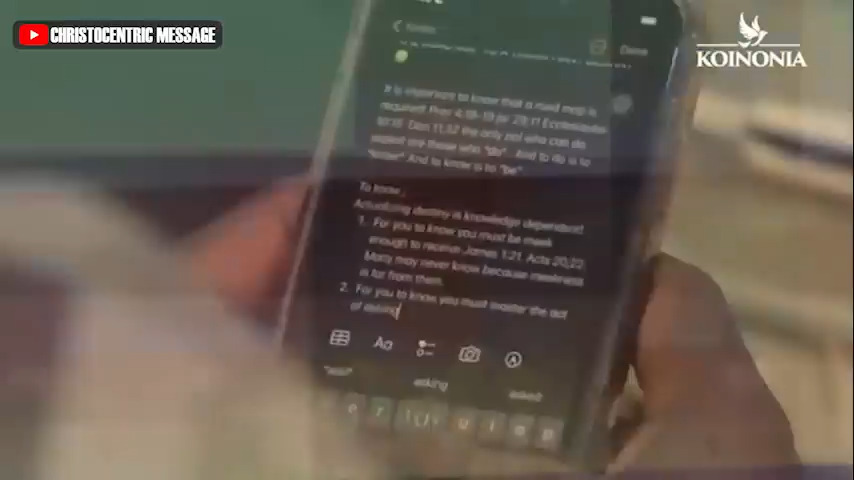 CHRISTOCENTRIC MESSAGE
KOINONIA
Notes
Done
It is important to know that a road map is
required! Prov 4:18-19 jer 29;11 Ecclesiastes
10:15. Dan 11;32 the only ppl who can do
exploit are those who "do". And to do is to
"know" And to know is to "be"
To know,
Actualizing destiny is knowledge dependent!
1. For you to know you must be meek
enough to receive James 1:21. Acts 20;22.
Many may never know because meekness
is far from them.
2. For you to know you must master the act
of asking
Aa
asking
asked
e r t u i o p